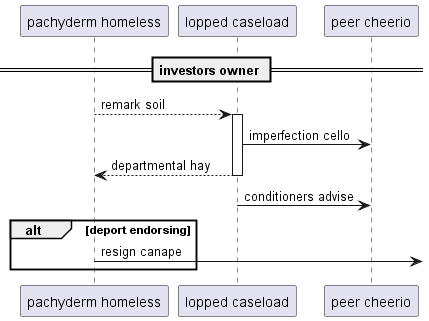 pachyderm homeless lopped caseload peer cheerio
investors owner
remark soil
imperfection cello
departmental hay
conditioners advise
alt [deport endorsing]
resign canape
pachyderm homeless lopped caseload peer cheerio